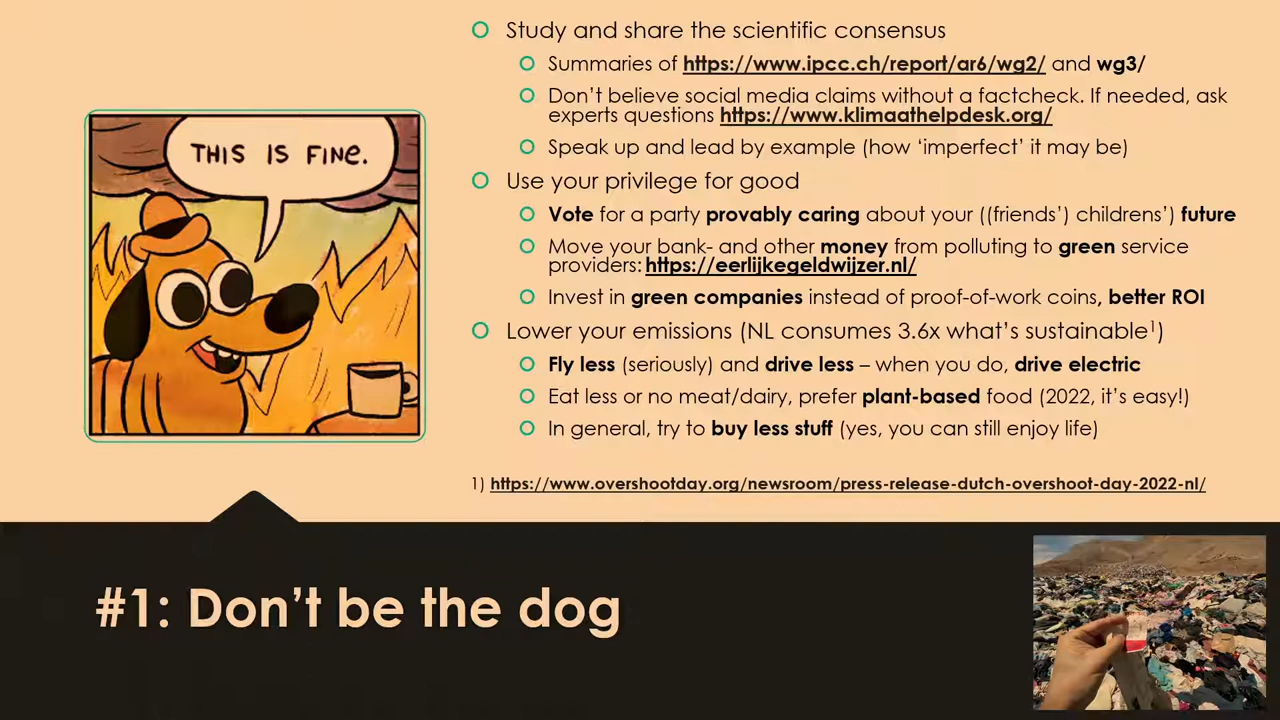 THIS IS FINE.
Study and share the scientific consensus
Summaries of https://www.ipcc.ch/report/ar6/wg2/ and wg3/
Don’t believe social media claims without a factcheck. If needed, ask
experts questions https://www.klimaathelpdesk.org/
Speak up and lead by example (how ‘imperfect’ it may be)
Use your privilege for good
Vote for a party provably caring about your ((friends’) childrens’) future
Move your bank- and other money from polluting to green service
providers: https://eerlijkegeldwijzer.nl/
Invest in green companies instead of proof-of-work coins, better ROI
Lower your emissions (NL consumes 3.6x what’s sustainable¹)
Fly less (seriously) and drive less – when you do, drive electric
Eat less or no meat/dairy, prefer plant-based food (2022, it’s easy!)
In general, try to buy less stuff (yes, you can still enjoy life)
1) https://www.overshootday.org/newsroom/press-release-dutch-overshoot-day-2022-nl/
#1: Don’t be the dog